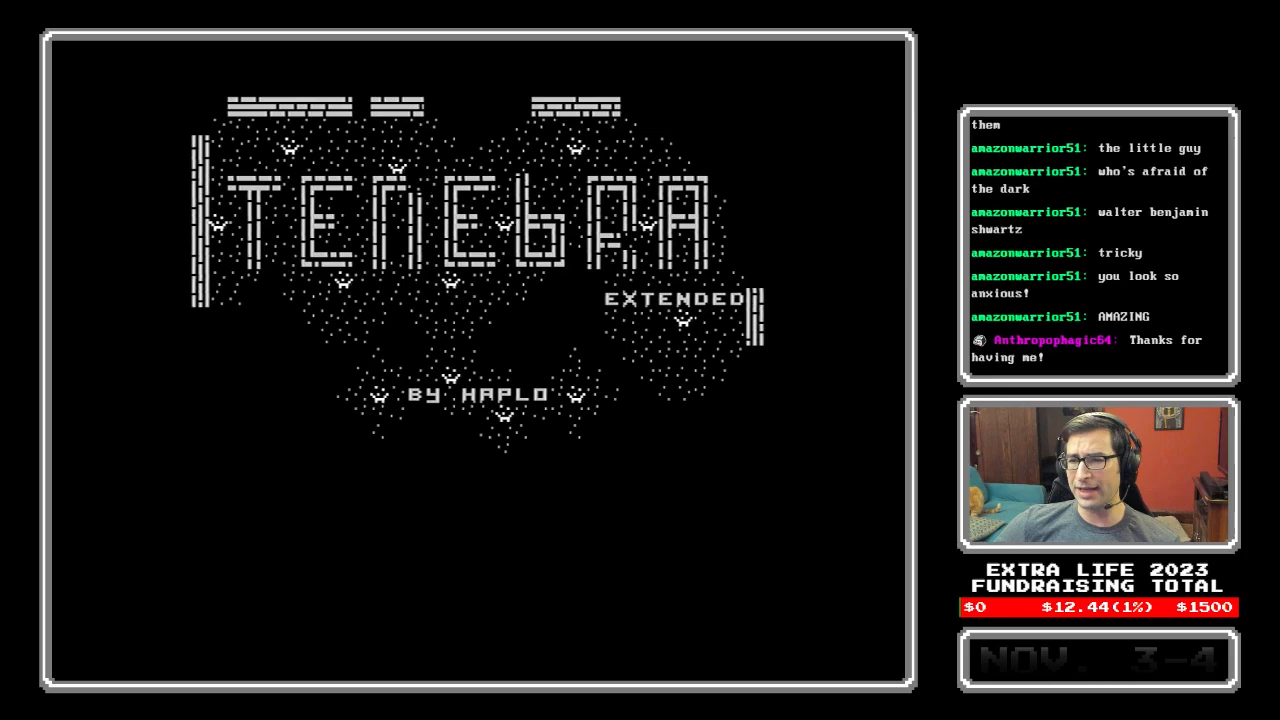 TENEbRA
EXTENDED
BY HAPLO
them
amazonwarrior51: the little guy
amazonwarrior51: who's afraid of
the dark
amazonwarrior51: walter benjamin
shwartz
amazonwarrior51: tricky
amazonwarrior51: you look so
anxious!
amazonwarrior51: AMAZING
Anthropophagic64: Thanks for
having me!
EXTRA LIFE 2023
FUNDRAISING TOTAL
$0 $12.44(1%) $1500
NOV. 3-4